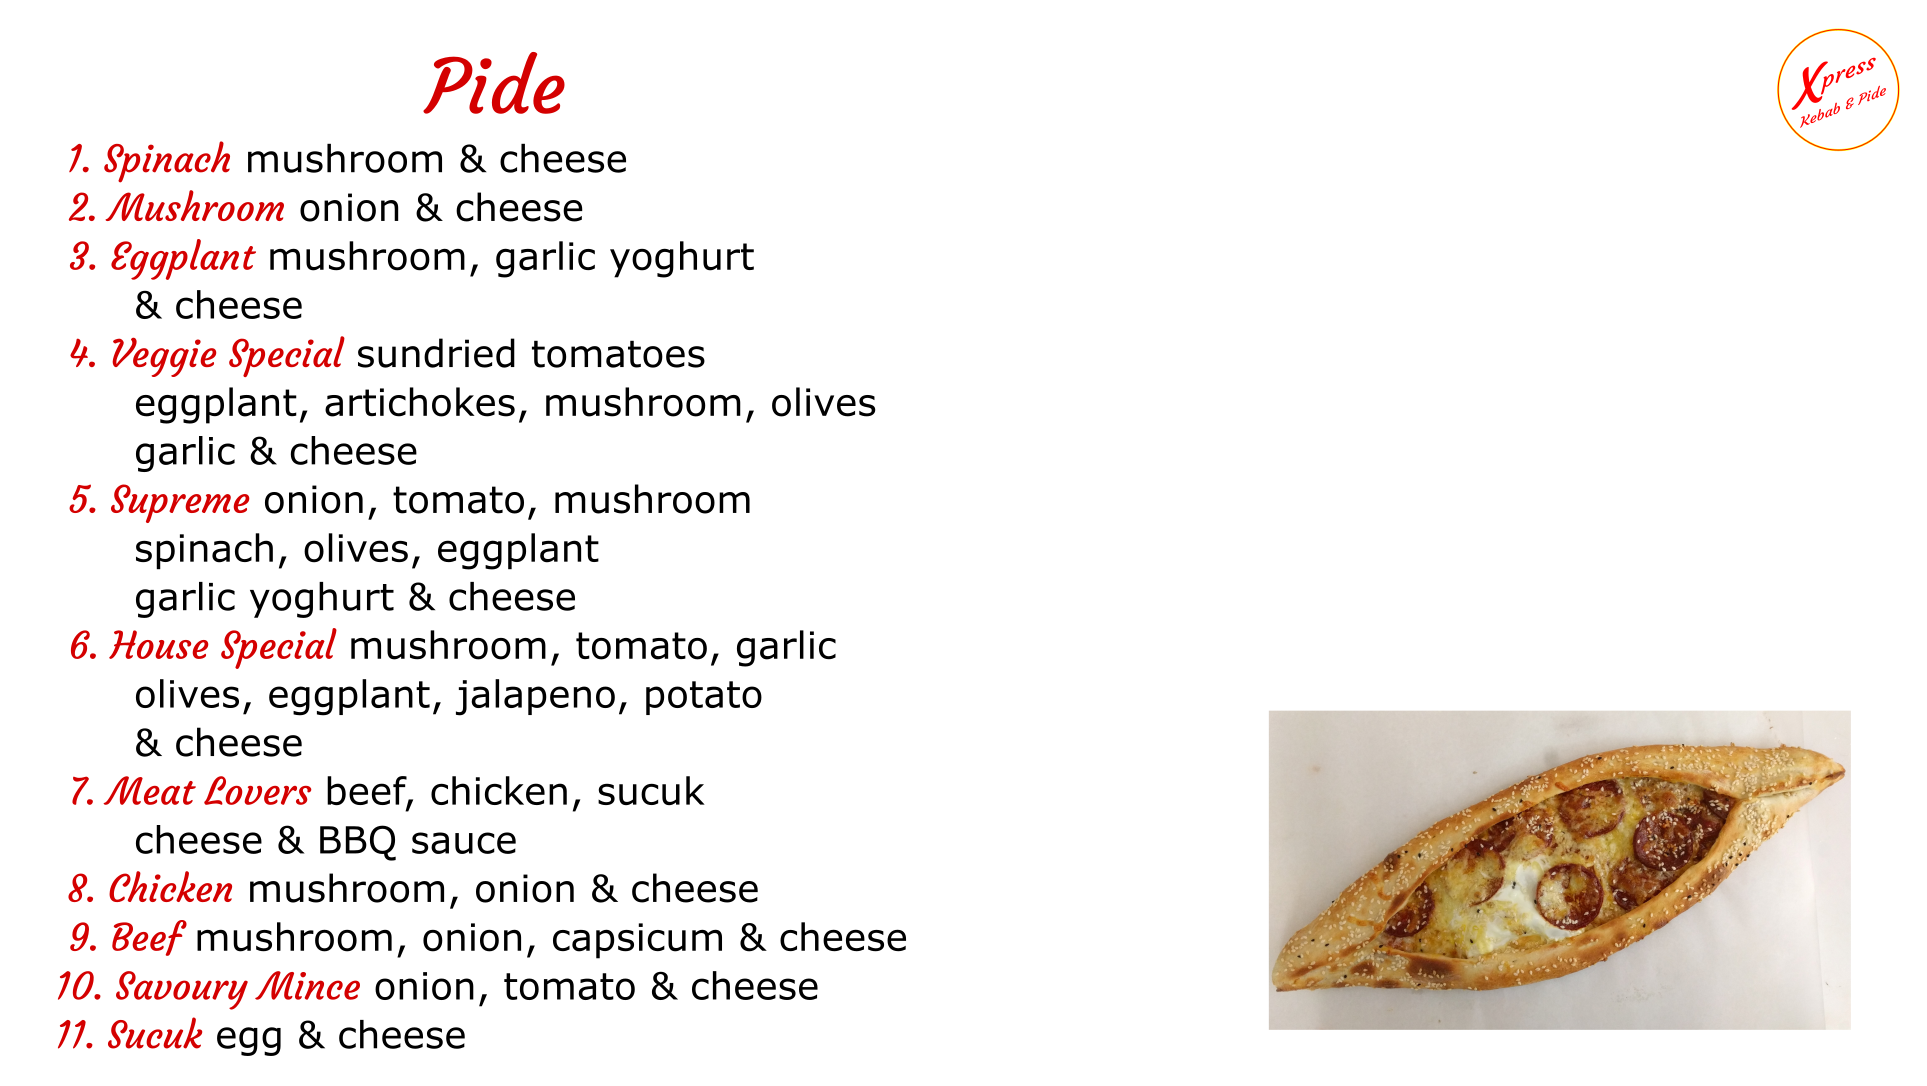 Pide
Xpress
Kebab & Pide
1. Spinach mushroom & cheese
2. Mushroom onion & cheese
3. Eggplant mushroom, garlic yoghurt
& cheese
4. Veggie Special sundried tomatoes
eggplant, artichokes, mushroom, olives
garlic & cheese
5. Supreme onion, tomato, mushroom
spinach, olives, eggplant
garlic yoghurt & cheese
6. House Special mushroom, tomato, garlic
olives, eggplant, jalapeno, potato
& cheese
7. Meat Lovers beef, chicken, sucuk
cheese & BBQ sauce
8. Chicken mushroom, onion & cheese
9. Beef mushroom, onion, capsicum & cheese
10. Savoury Mince onion, tomato & cheese
11. Sucuk egg & cheese